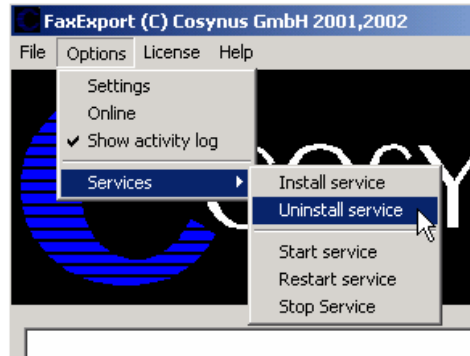 FaxExport (C) Cosynus GmbH 2001,2002
File Options License Help
Settings
Online
Show activity log
Services
Install service
Uninstall service
Start service
Restart service
Stop Service
COSY